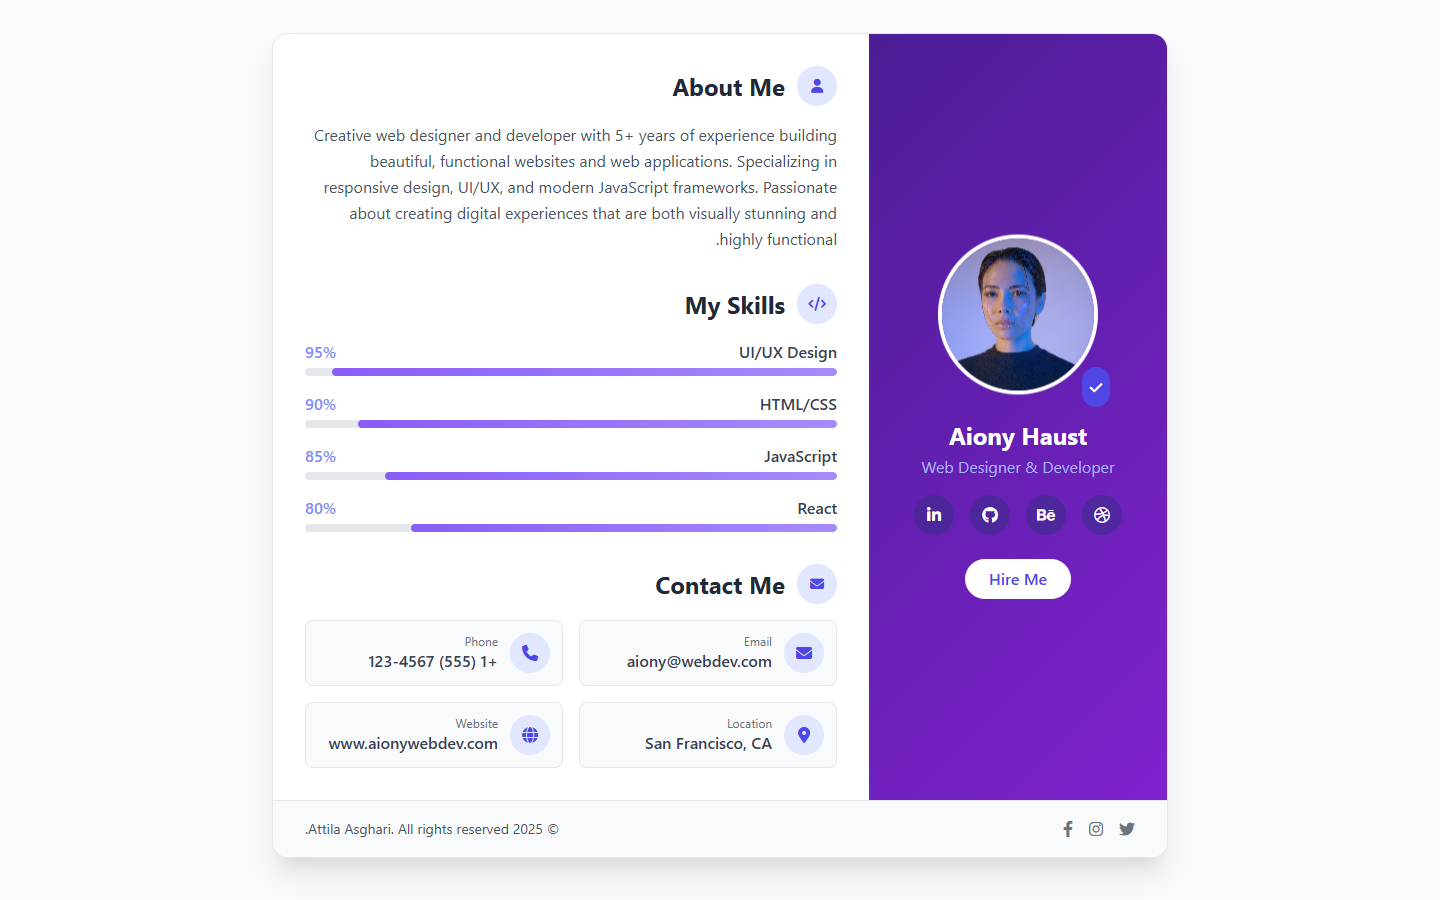 About Me
Creative web designer and developer with 5+ years of experience building
beautiful, functional websites and web applications. Specializing in
responsive design, UI/UX, and modern JavaScript frameworks. Passionate
about creating digital experiences that are both visually stunning and
.highly functional
My Skills
UI/UX Design 95%
HTML/CSS 90%
JavaScript 85%
React 80%
Contact Me
Email
aiony@webdev.com
Phone
123-4567 (555) 1+
Location
San Francisco, CA
Website
www.aionywebdev.com
Aiony Haust
Web Designer & Developer
in
Bē
Hire Me
.Attila Asghari. All rights reserved 2025 ©